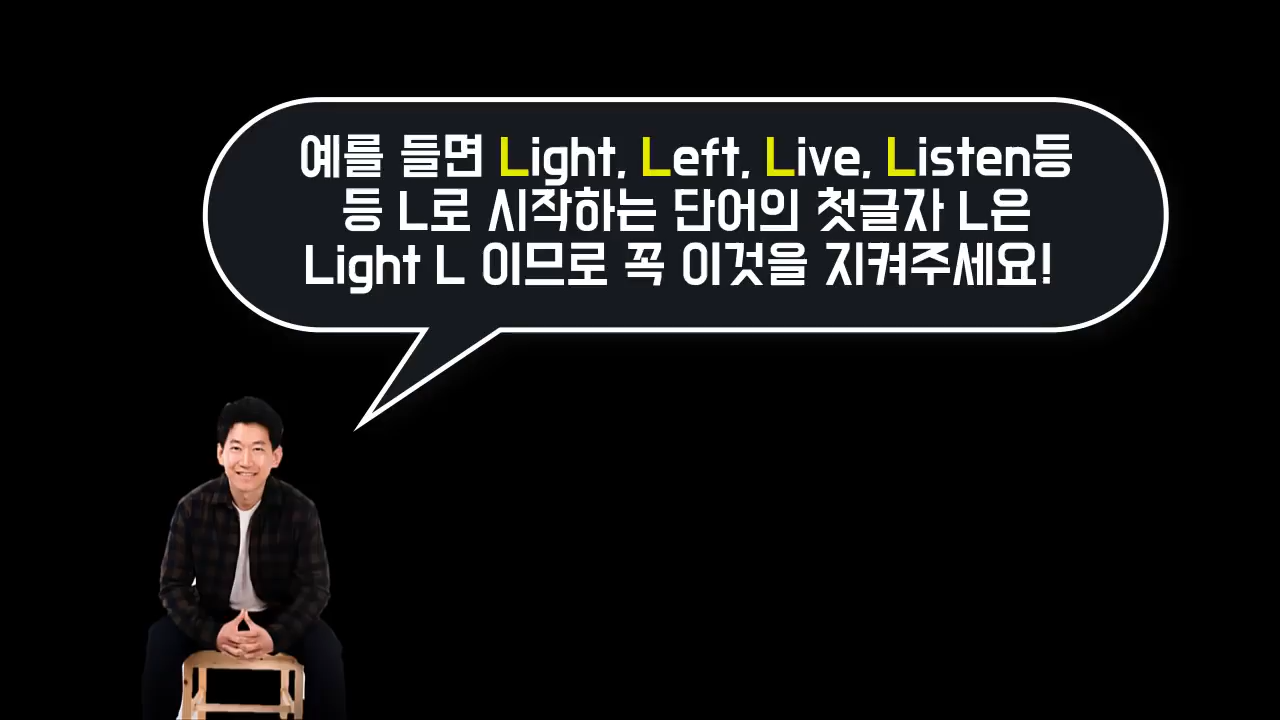 예를 들면 Light, Left, Live, Listen등
등 L로 시작하는 단어의 첫글자 L은
Light L 이므로 꼭 이것을 지켜주세요!